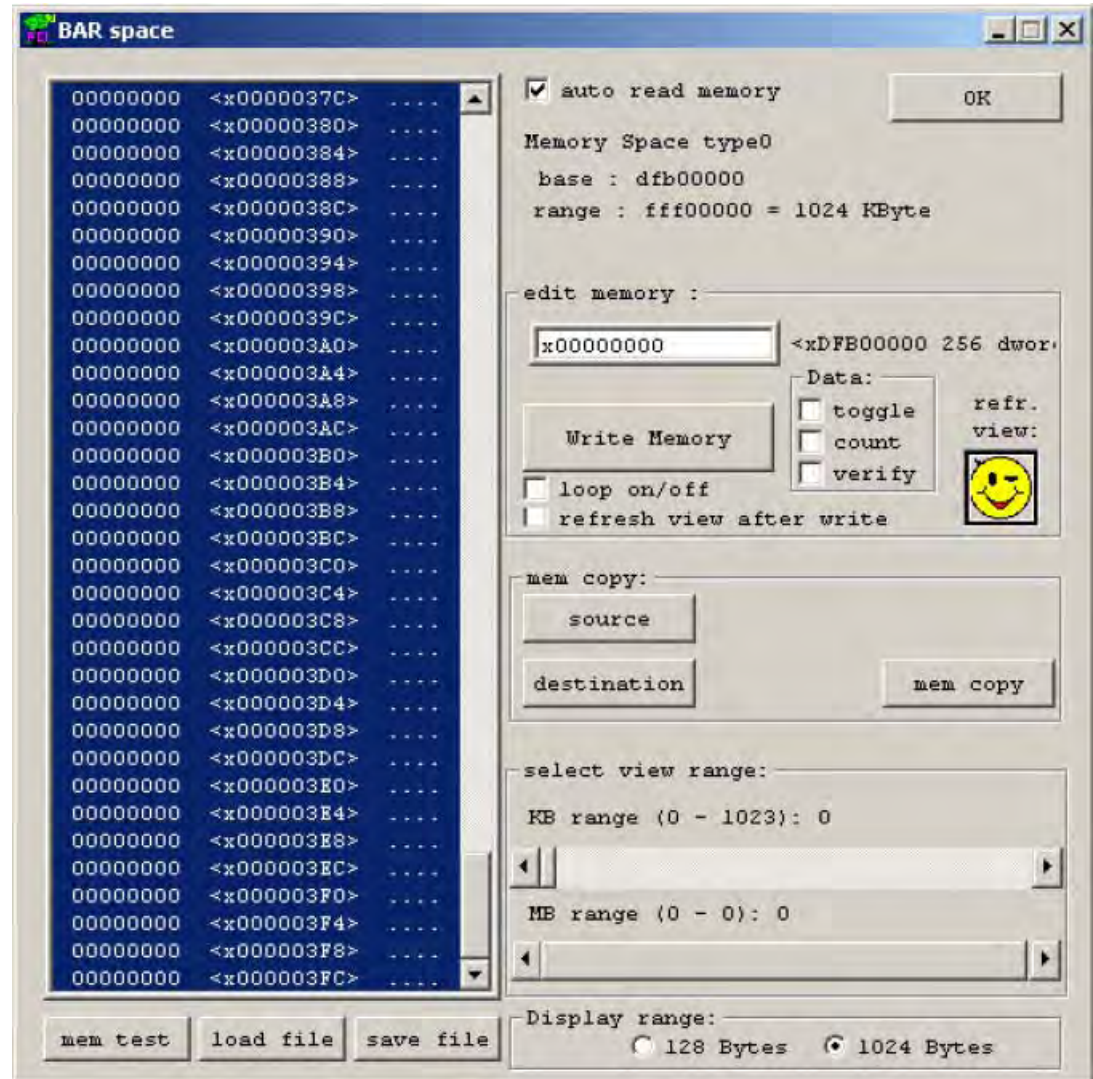 BAR space
00000000 <x0000037C> ....
00000000 <x00000380> ....
00000000 <x00000384> ....
00000000 <x00000388> ....
00000000 <x0000038C> ....
00000000 <x00000390> ....
00000000 <x00000394> ....
00000000 <x00000398> ....
00000000 <x0000039C> ....
00000000 <x000003A0> ....
00000000 <x000003A4> ....
00000000 <x000003A8> ....
00000000 <x000003AC> ....
00000000 <x000003B0> ....
00000000 <x000003B4> ....
00000000 <x000003B8> ....
00000000 <x000003BC> ....
00000000 <x000003C0> ....
00000000 <x000003C4> ....
00000000 <x000003C8> ....
00000000 <x000003CC> ....
00000000 <x000003D0> ....
00000000 <x000003D4> ....
00000000 <x000003D8> ....
00000000 <x000003DC> ....
00000000 <x000003E0> ....
00000000 <x000003E4> ....
00000000 <x000003E8> ....
00000000 <x000003EC> ....
00000000 <x000003F0> ....
00000000 <x000003F4> ....
00000000 <x000003F8> ....
00000000 <x000003FC> ....
mem test load file save file
auto read memory
OK
Memory Space type0
base : dfb00000
range : fff00000 = 1024 KByte
edit memory :
x00000000 <xDFB00000 256 dwor
Data:
toggle
count
verify
refr.
view:
Write Memory
loop on/off
refresh view after write
mem copy:
source
destination
mem copy
select view range:
KB range (0 - 1023): 0
MB range (0 - 0): 0
Display range:
128 Bytes 1024 Bytes